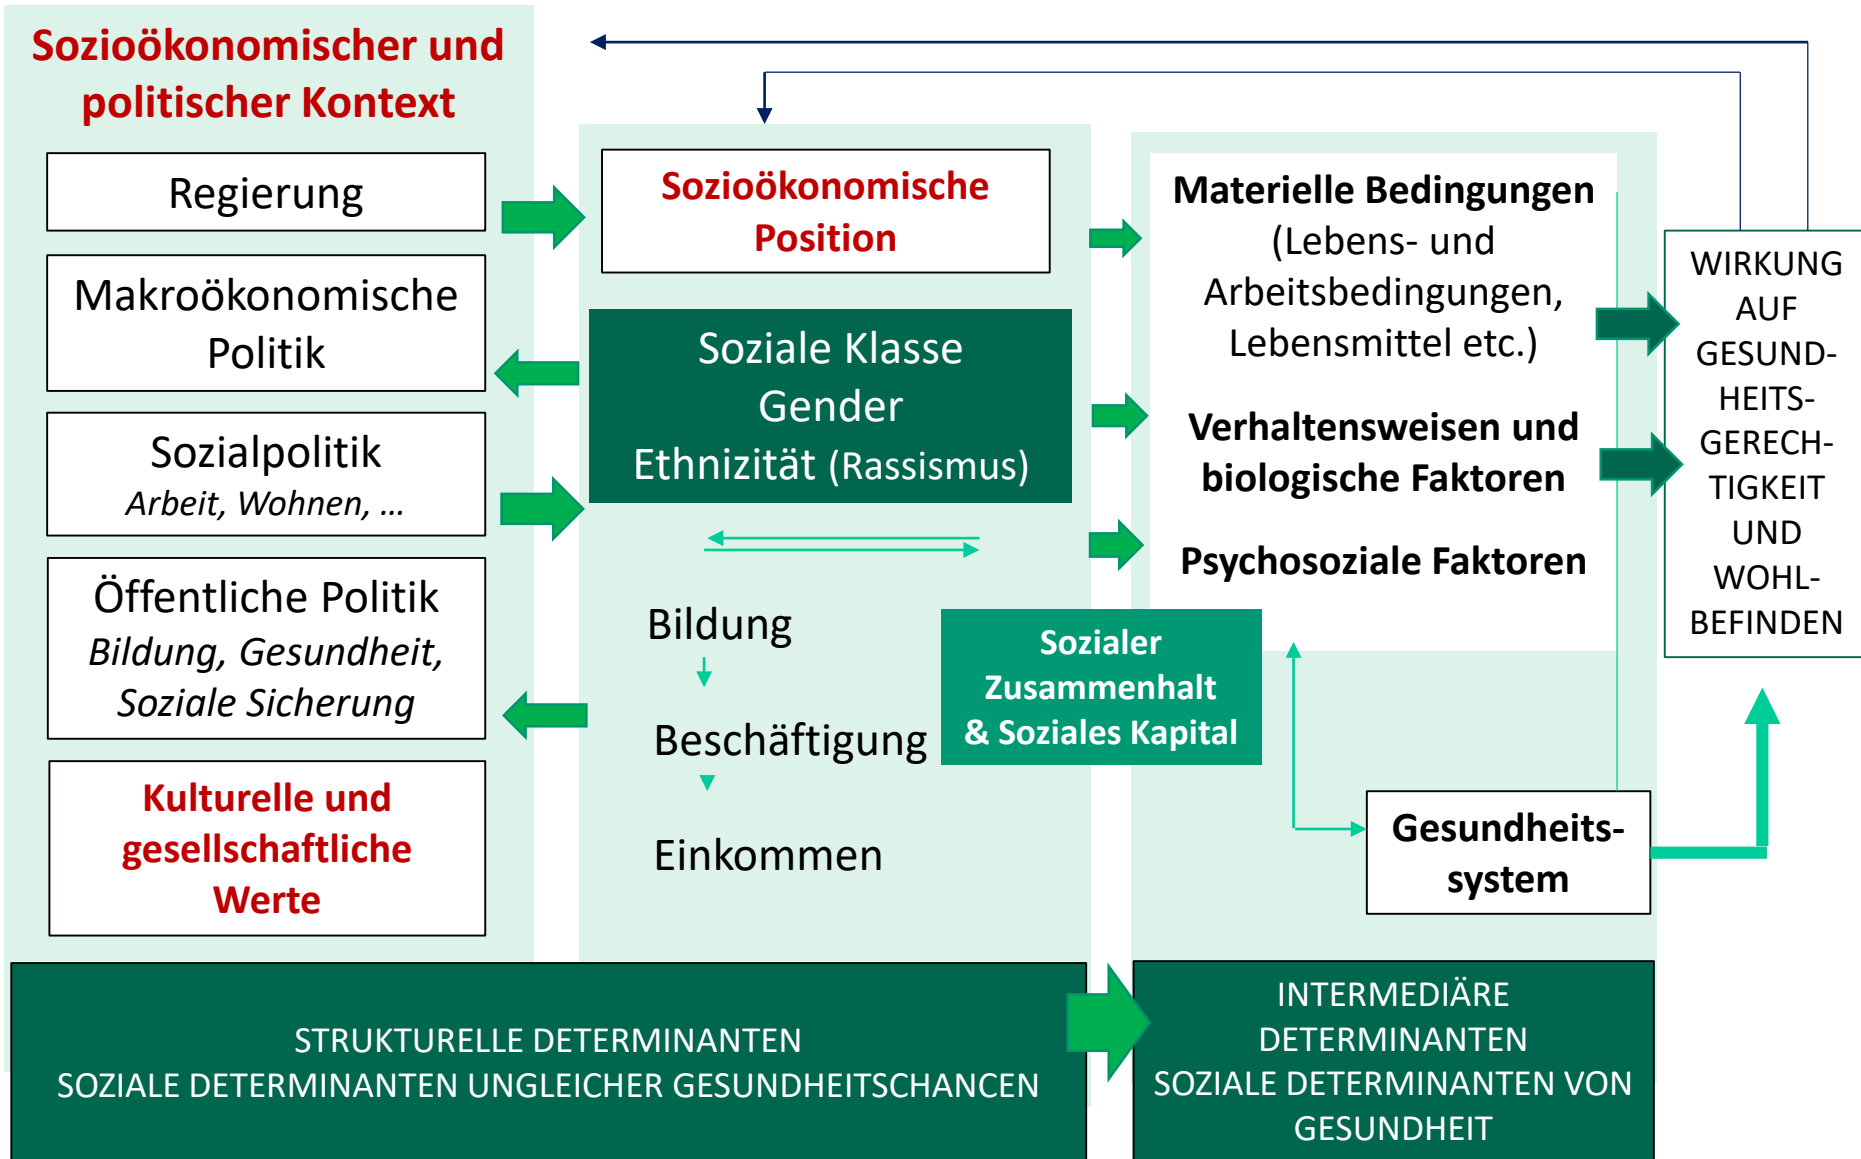 Sozioökonomischer und
politischer Kontext
Regierung
Makroökonomische
Politik
Sozialpolitik
Arbeit, Wohnen, ...
Öffentliche Politik
Bildung, Gesundheit,
Soziale Sicherung
Kulturelle und
gesellschaftliche
Werte
Sozioökonomische
Position
Soziale Klasse
Gender
Ethnizität (Rassismus)
Bildung
Beschäftigung
Einkommen
Sozialer
Zusammenhalt
& Soziales Kapital
Materielle Bedingungen
(Lebens- und
Arbeitsbedingungen,
Lebensmittel etc.)
Verhaltensweisen und
biologische Faktoren
Psychosoziale Faktoren
Gesundheits-
system
WIRKUNG
AUF
GESUND-
HEITS-
GERECH-
TIGKEIT
UND
WOHL-
BEFINDEN
STRUKTURELLE DETERMINANTEN
SOZIALE DETERMINANTEN UNGLEICHER GESUNDHEITSCHANCEN
INTERMEDIÄRE
DETERMINANTEN
SOZIALE DETERMINANTEN VON
GESUNDHEIT